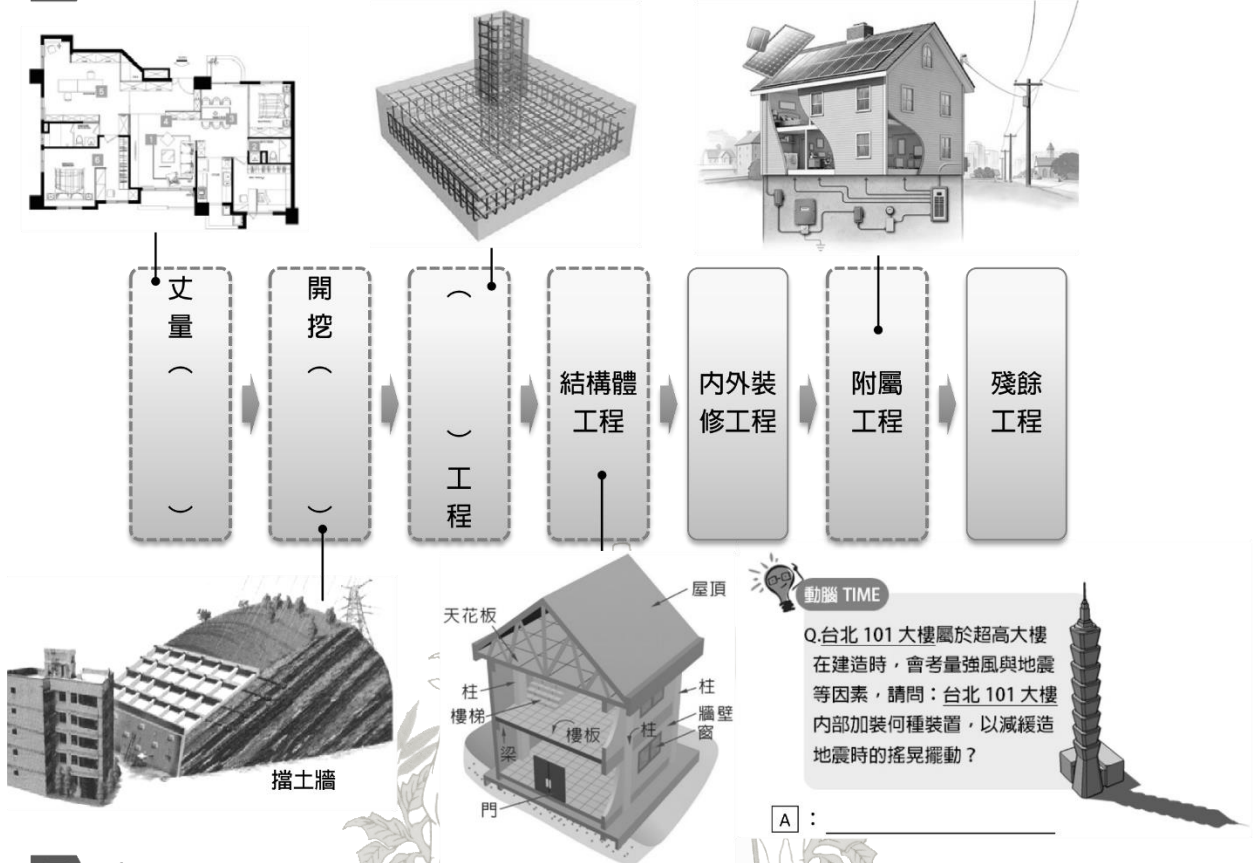 丈量（　　）
開挖（　　）
（　　）工程
結構體
工程
內外裝
修工程
附屬
工程
殘餘
工程
擋土牆
屋頂
天花板
柱
樓梯
梁
樓板
柱
柱
牆壁
窗
門
動腦 TIME
Q.台北 101 大樓屬於超高大樓
在建造時，會考量強風與地震
等因素，請問：台北 101 大樓
內部加裝何種裝置，以減緩造
地震時的搖晃擺動？
A：